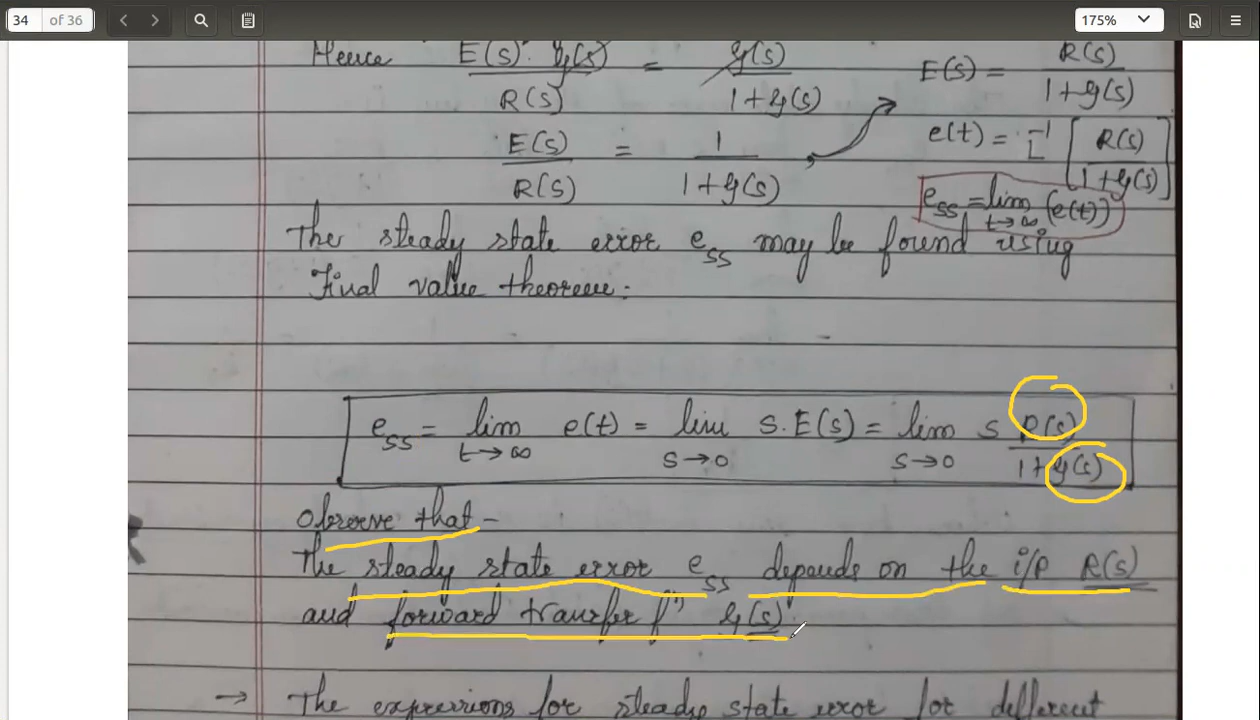 34 of 36
175%
Hence E(s). G(s) / R(s) = G(s) / 1+G(s)
E(s) = R(s) / 1+G(s)
E(s) / R(s) = 1 / 1+G(s)
e(t) = L⁻¹ [ R(s) / 1+G(s) ]
ess = lim t→∞ (e(t))
The steady state error ess may be found using
Final value theorem.
ess = lim t→∞ e(t) = lim s→0 s.E(s) = lim s→0 s R(s) / 1+G(s)
Observe that -
The steady state error ess depends on the i/p R(s)
and forward transfer fⁿ G(s)
→ The expressions for steady state error for different